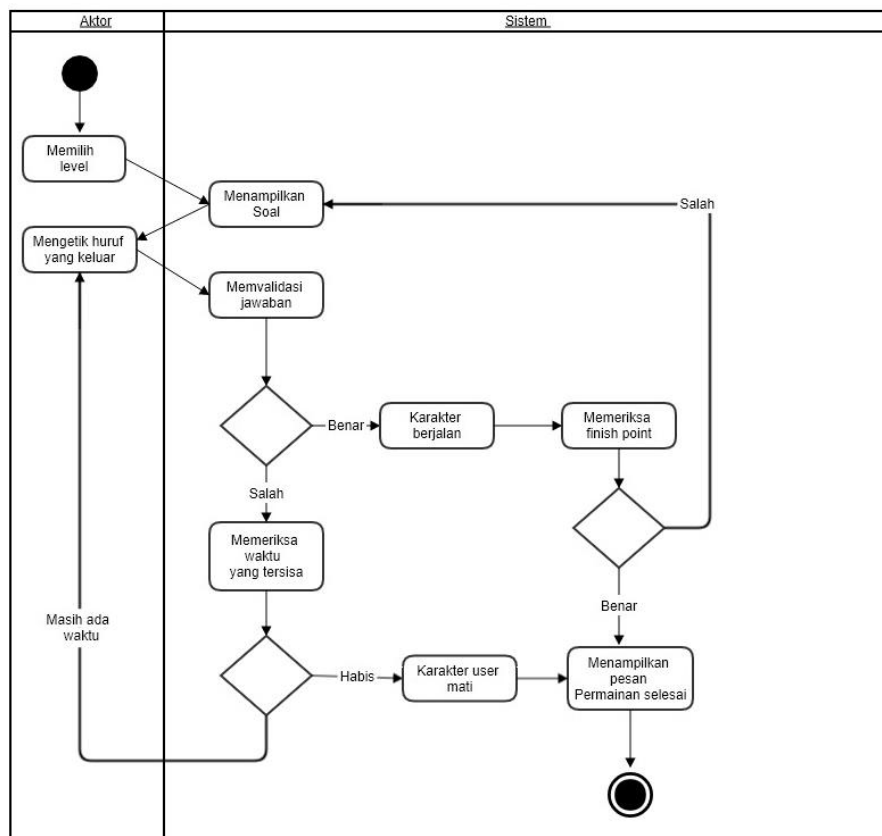 Aktor
Sistem
Memilih
level
Menampilkan
Soal
Salah
Mengetik huruf
yang keluar
Memvalidasi
jawaban
Benar
Karakter
berjalan
Memeriksa
finish point
Salah
Memeriksa
waktu
yang tersisa
Benar
Masih ada
waktu
Habis
Karakter user
mati
Menampilkan
pesan
Permainan selesai